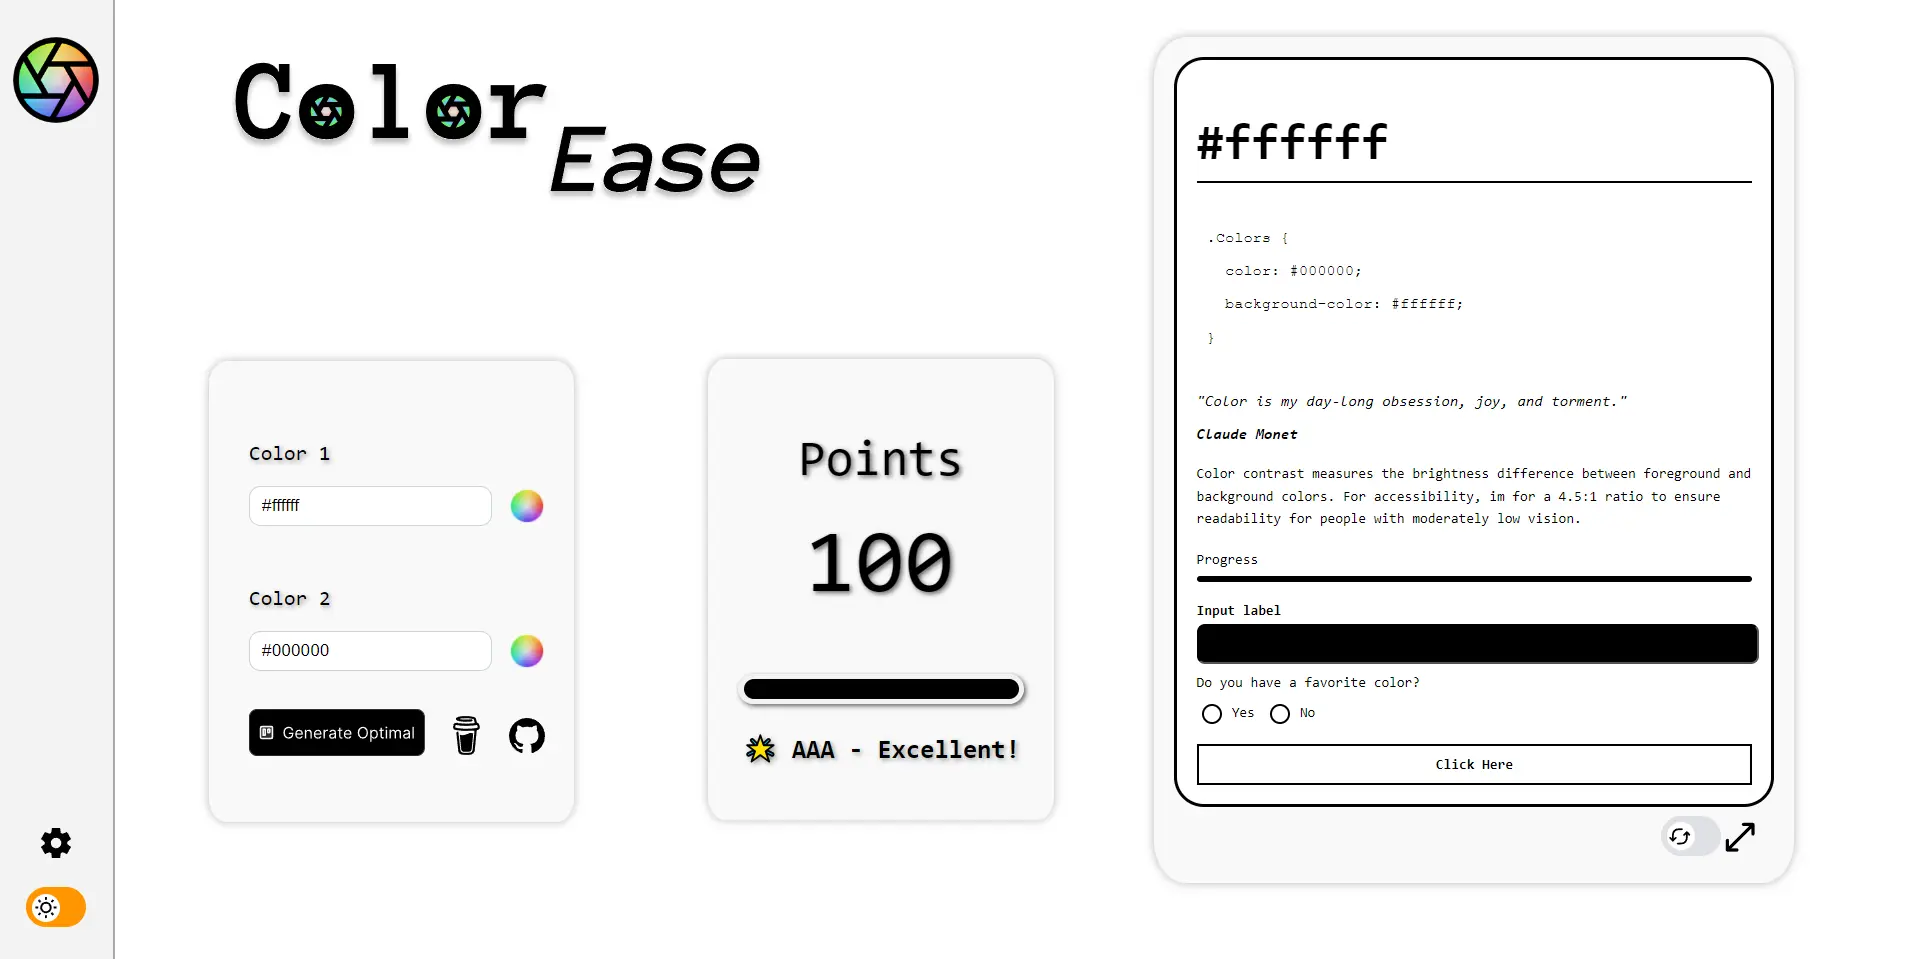 Color
Ease
Color 1
#ffffff
Color 2
#000000
Generate Optimal
Points
100
AAA - Excellent!
#ffffff
.Colors {
color: #000000;
background-color: #ffffff;
}
"Color is my day-long obsession, joy, and torment."
Claude Monet
Color contrast measures the brightness difference between foreground and
background colors. For accessibility, im for a 4.5:1 ratio to ensure
readability for people with moderately low vision.
Progress
Input label
Do you have a favorite color?
Yes No
Click Here